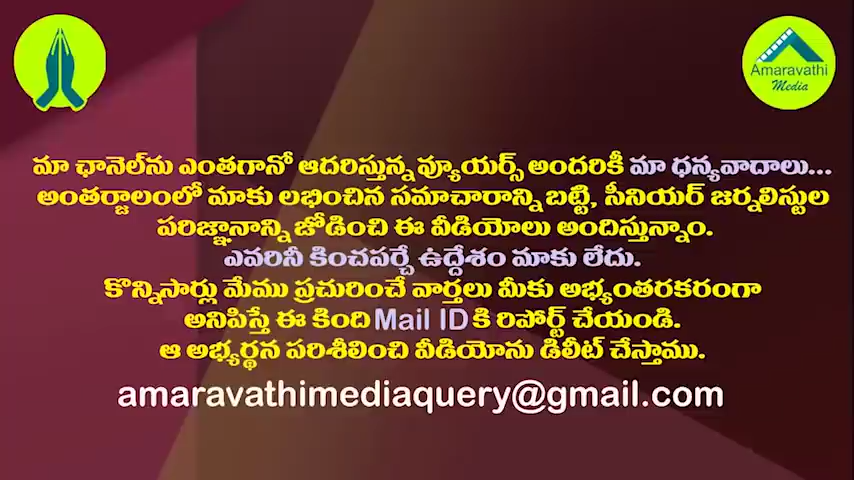 Amaravathi
Media
మా ఛానెల్‌ను ఎంతగానో ఆదరిస్తున్న వ్యూయర్స్ అందరికీ మా ధన్యవాదాలు...
అంతర్జాలంలో మాకు లభించిన సమాచారాన్ని బట్టి, సీనియర్ జర్నలిస్టుల
పరిజ్ఞానాన్ని జోడించి ఈ వీడియోలు అందిస్తున్నాం.
ఎవరినీ కించపర్చే ఉద్దేశం మాకు లేదు.
కొన్నిసార్లు మేము ప్రచురించే వార్తలు మీకు అభ్యంతరకరంగా
అనిపిస్తే ఈ కింది Mail ID కి రిపోర్ట్ చేయండి.
ఆ అభ్యర్థన పరిశీలించి వీడియోను డిలీట్ చేస్తాము.
amaravathimediaquery@gmail.com